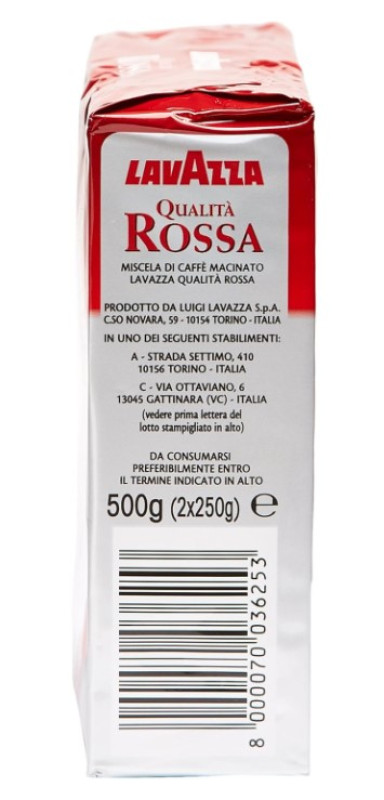 LAVAZZA
QUALITÀ
ROSSA
MISCELA DI CAFFÈ MACINATO
LAVAZZA QUALITÀ ROSSA
PRODOTTO DA LUIGI LAVAZZA S.p.A.
C.SO NOVARA, 59 - 10154 TORINO - ITALIA
IN UNO DEI SEGUENTI STABILIMENTI:
A - STRADA SETTIMO, 410
10156 TORINO - ITALIA
C - VIA OTTAVIANO, 6
13045 GATTINARA (VC) - ITALIA
(vedere prima lettera del
lotto stampigliato in alto)
DA CONSUMARSI
PREFERIBILMENTE ENTRO
IL TERMINE INDICATO IN ALTO
500g (2x250g) ℮
8 000070 036253